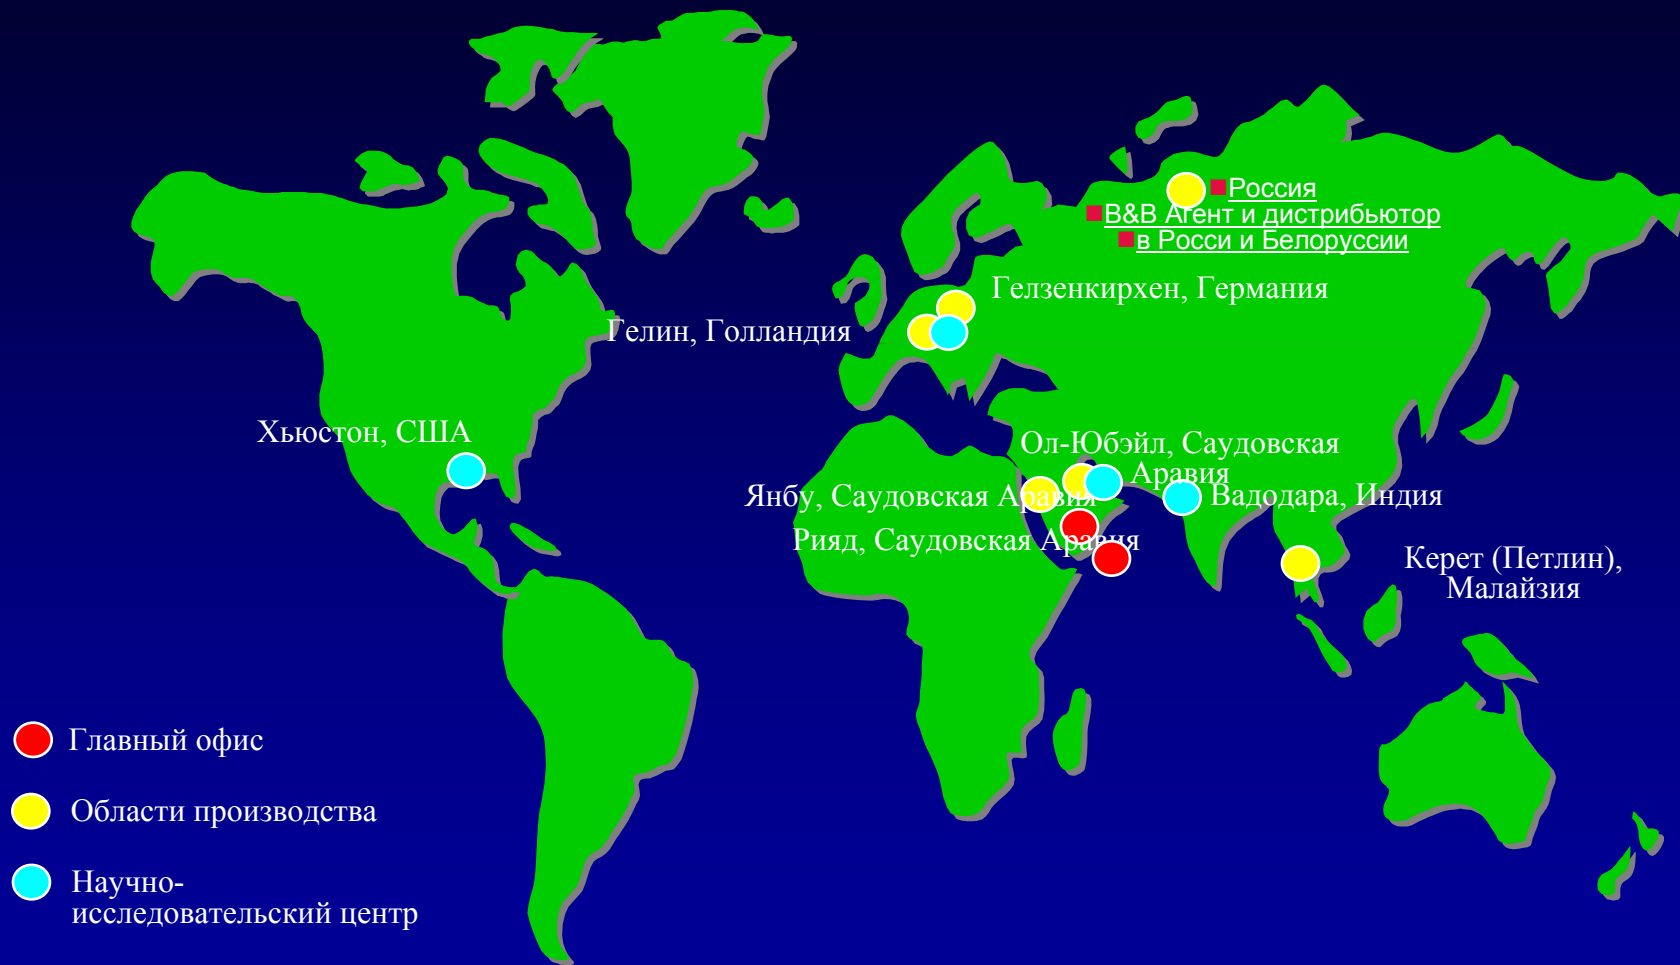 Россия
B&B Агент и дистрибьютор
в Росси и Белоруссии
Гелзенкирхен, Германия
Гелин, Голландия
Хьюстон, США
Ол-Юбэйл, Саудовская
Аравия
Янбу, Саудовская Аравия
Вадодара, Индия
Рияд, Саудовская Аравия
Керет (Петлин),
Малайзия
Главный офис
Области производства
Научно-
исследовательский центр